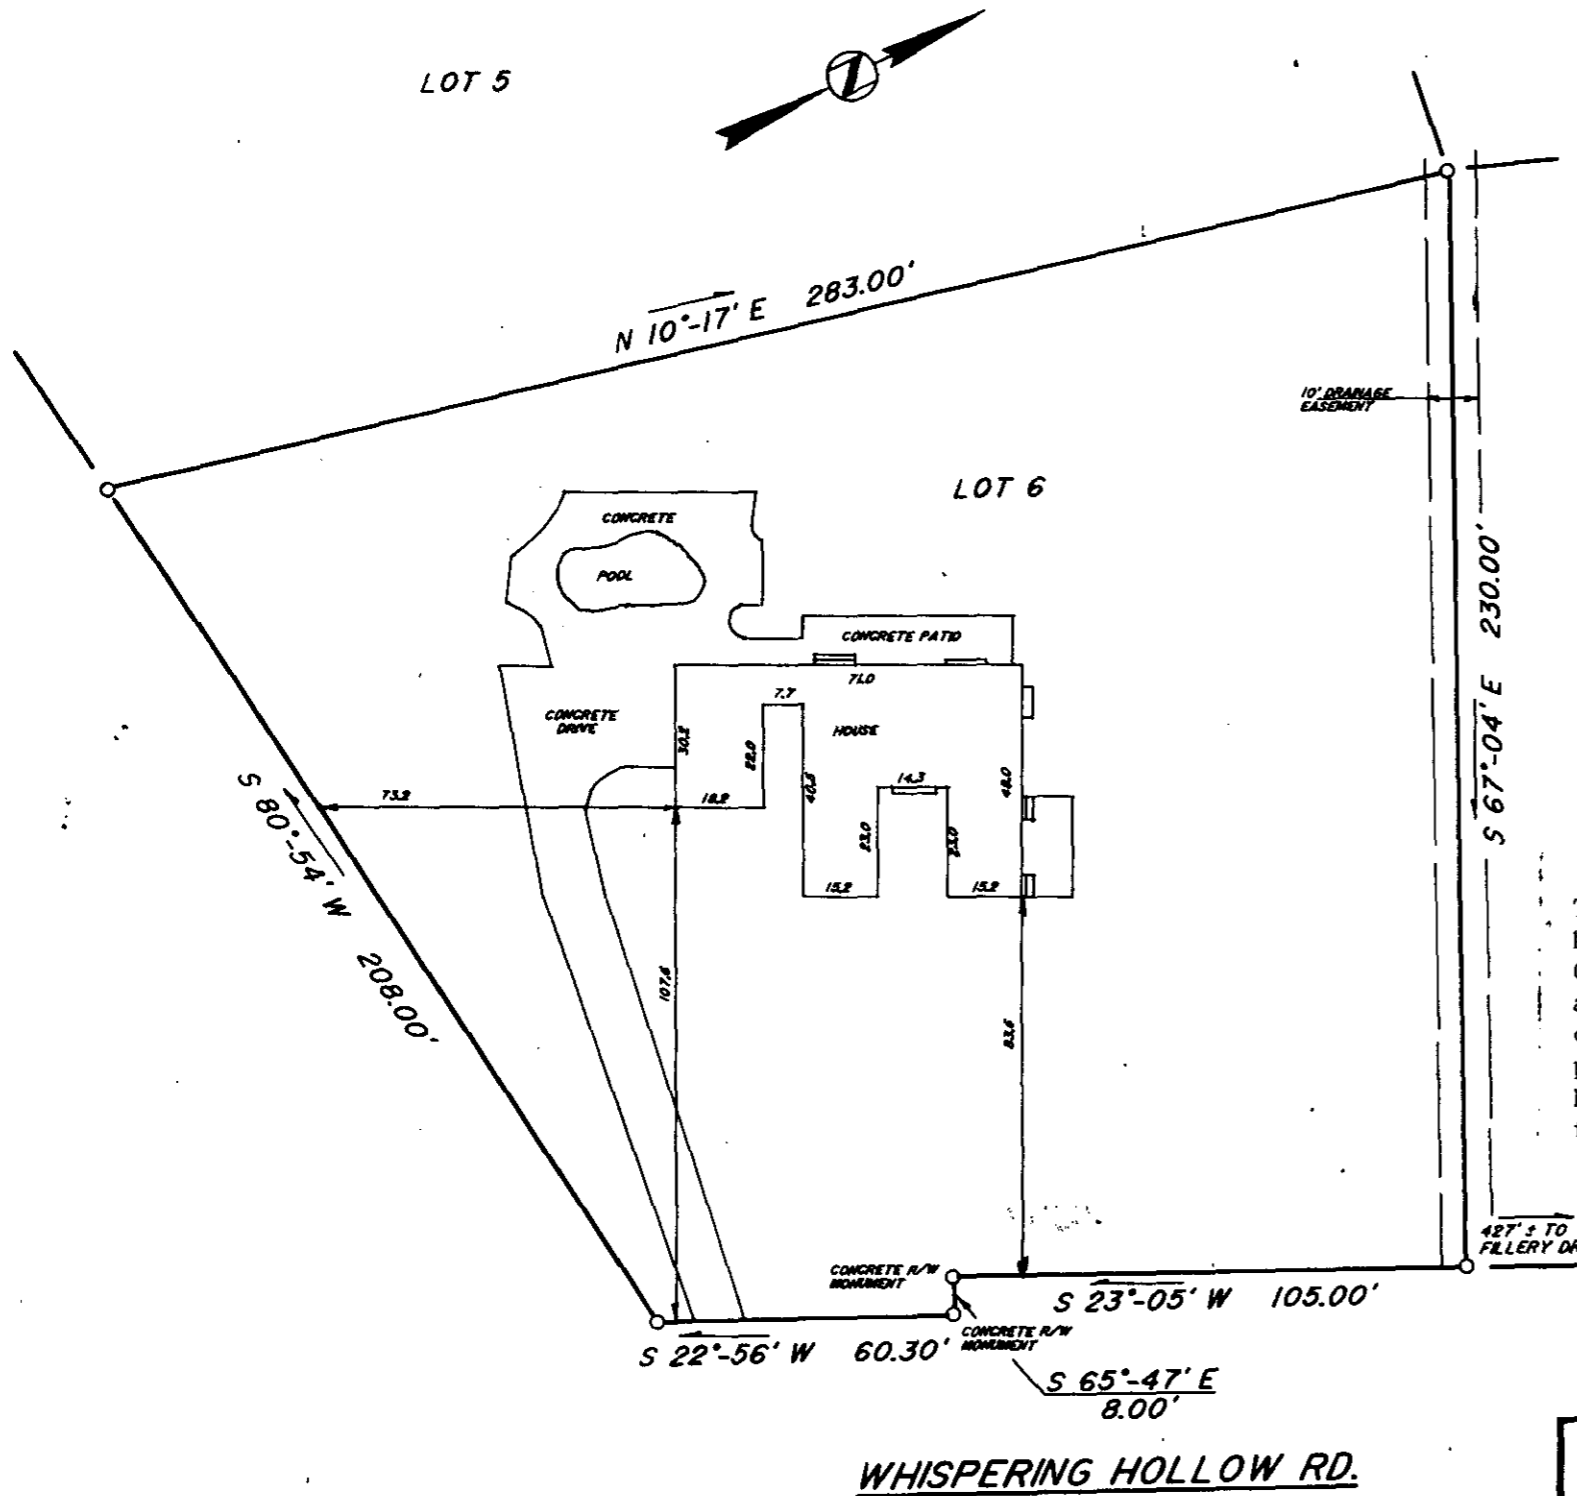 LOT 5
N
N 10°-17' E 283.00'
10' DRAINAGE
EASEMENT
LOT 6
CONCRETE
POOL
S 67°-04' E 230.00'
CONCRETE PATIO
71.0
7.7
CONCRETE
DRIVE
HOUSE
30.2
22.0
40.5
14.3
48.0
73.2
18.2
S 80°-54' W 208.00'
23.0
23.0
15.2
15.2
107.6
83.6
427' ± TO
FILLERY DR
CONCRETE R/W
MONUMENT
S 23°-05' W 105.00'
S 22°-56' W 60.30'
CONCRETE R/W
MONUMENT
S 65°-47' E
8.00'
WHISPERING HOLLOW RD.